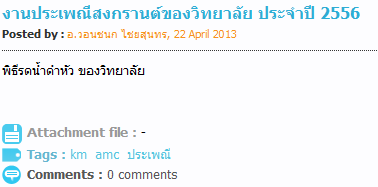 งานประเพณีสงกรานต์ของวิทยาลัย ประจำปี 2556
Posted by : อ.วอนชนก ไชยสุนทร, 22 April 2013
พิธีรดน้ำดำหัว ของวิทยาลัย
Attachment file : -
Tags : km amc ประเพณี
Comments : 0 comments